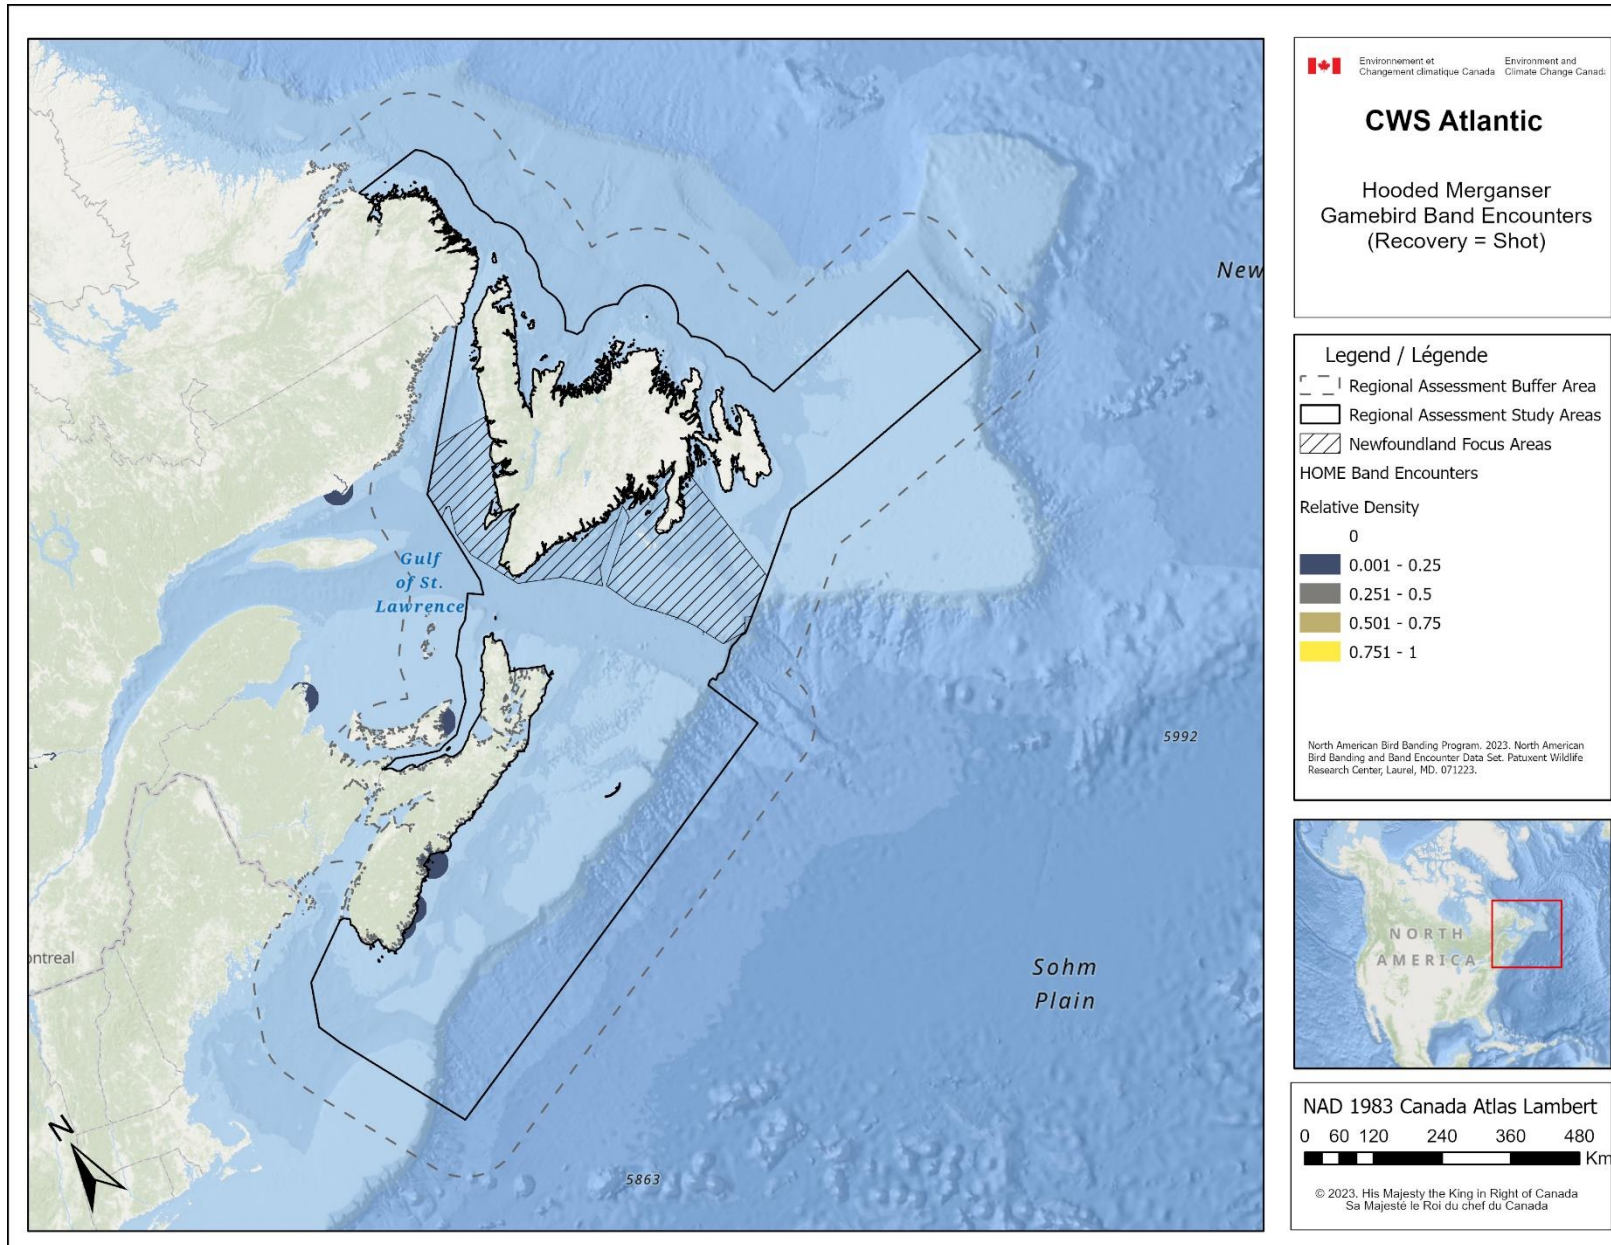 New
Gulf
of St.
Lawrence
5992
ontreal
Sohm
Plain
N
5863
Environnement et
Changement climatique Canada
Environment and
Climate Change Canada
CWS Atlantic
Hooded Merganser
Gamebird Band Encounters
(Recovery = Shot)
Legend / Légende
Regional Assessment Buffer Area
Regional Assessment Study Areas
Newfoundland Focus Areas
HOME Band Encounters
Relative Density
0
0.001 - 0.25
0.251 - 0.5
0.501 - 0.75
0.751 - 1
North American Bird Banding Program. 2023. North American
Bird Banding and Band Encounter Data Set. Patuxent Wildlife
Research Center, Laurel, MD. 071223.
NORTH
AMERICA
NAD 1983 Canada Atlas Lambert
0 60 120 240 360 480
Km
© 2023. His Majesty the King in Right of Canada
Sa Majesté le Roi du chef du Canada